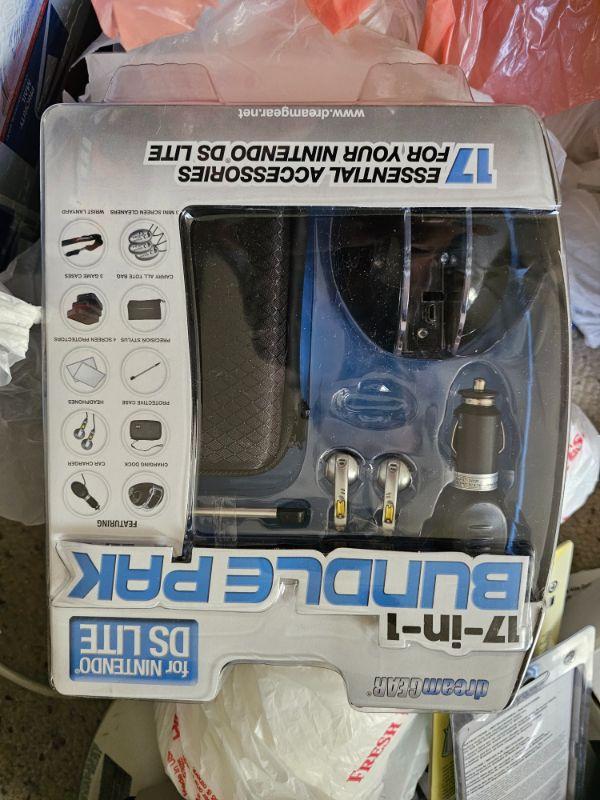 dreamGEAR
17-in-1
BUNDLE PAK
for NINTENDO®
DS LITE
FEATURING
CHARGING DOCK
CAR CHARGER
PROTECTIVE CASE
HEADPHONES
PRECISION STYLUS
4 SCREEN PROTECTORS
CARRY ALL TOTE BAG
3 GAME CASES
3 MINI SCREEN CLEANERS
WRIST LANYARD
17 ESSENTIAL ACCESSORIES
FOR YOUR NINTENDO® DS LITE
www.dreamgear.net
FRESH
PRIORITY
MAIL